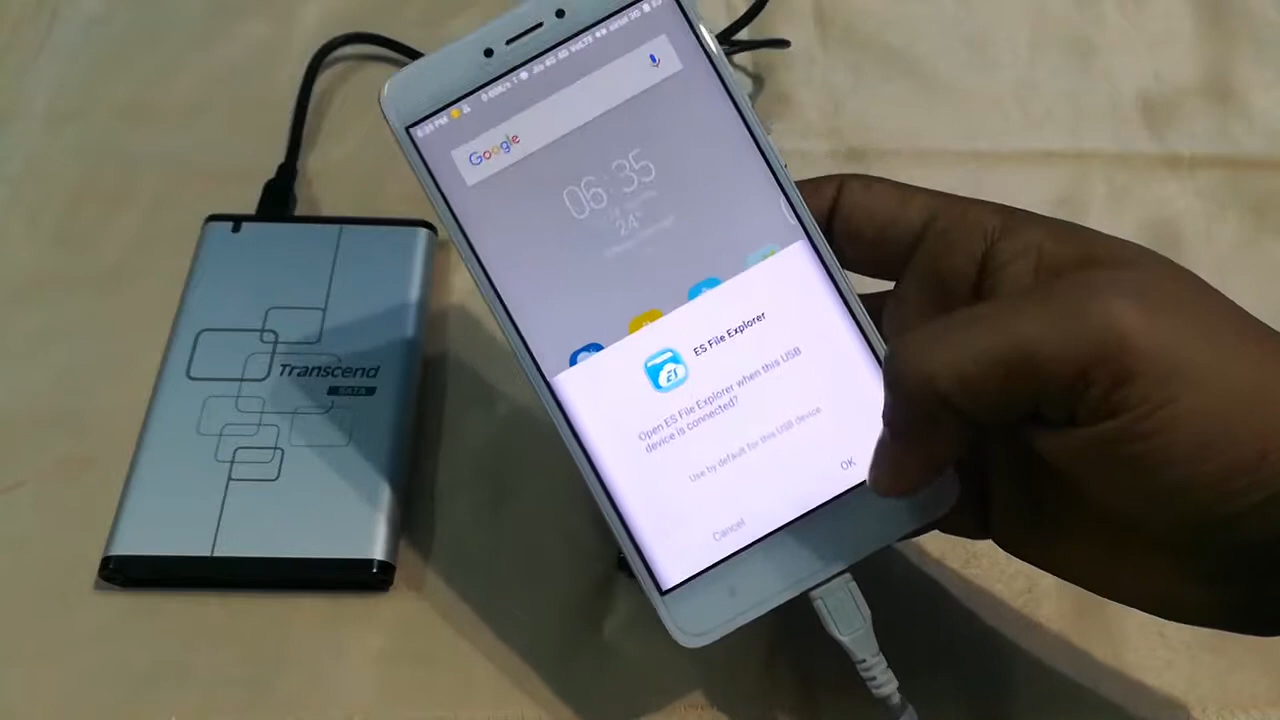 Google
06:35
24°
Transcend
SATA
ES File Explorer
Open ES File Explorer when this USB
device is connected?
Use by default for this USB device
OK
Cancel